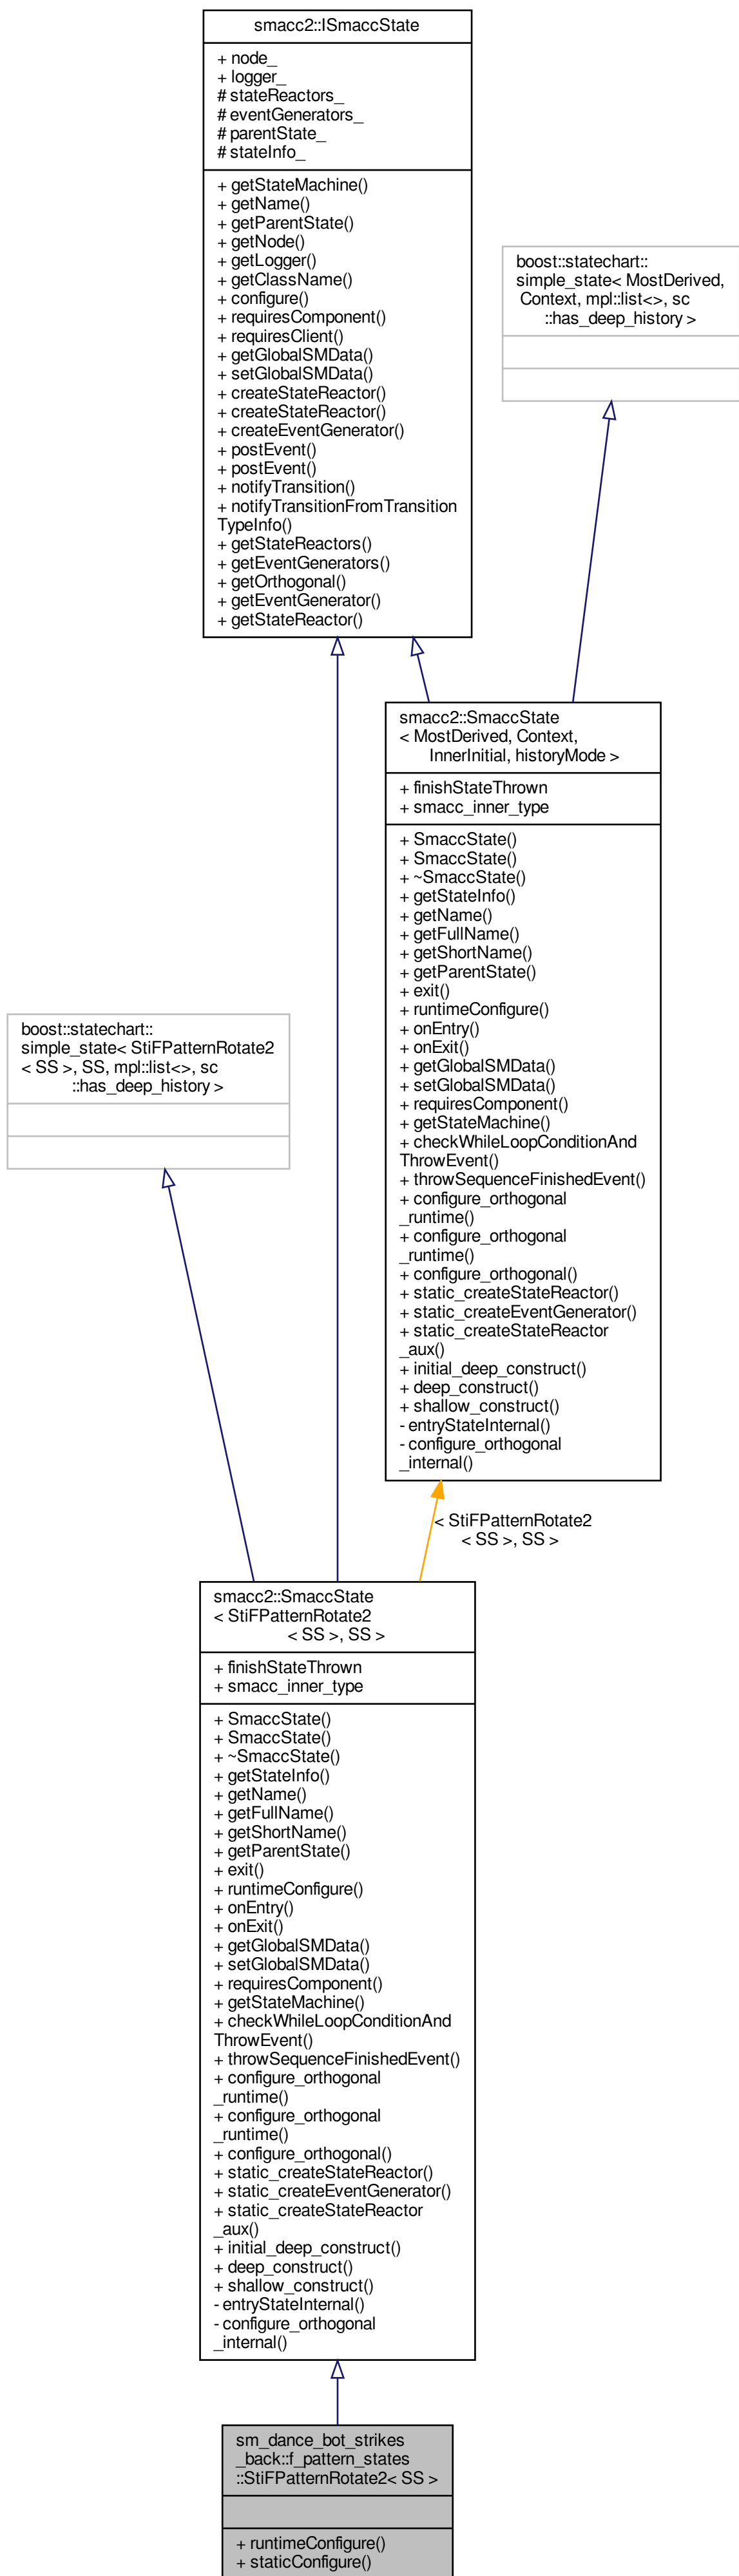 smacc2::ISmaccState
+ node_
+ logger_
# stateReactors_
# eventGenerators_
# parentState_
# stateInfo_
+ getStateMachine()
+ getName()
+ getParentState()
+ getNode()
+ getLogger()
+ getClassName()
+ configure()
+ requiresComponent()
+ requiresClient()
+ getGlobalSMData()
+ setGlobalSMData()
+ createStateReactor()
+ createStateReactor()
+ createEventGenerator()
+ postEvent()
+ postEvent()
+ notifyTransition()
+ notifyTransitionFromTransition
TypeInfo()
+ getStateReactors()
+ getEventGenerators()
+ getOrthogonal()
+ getEventGenerator()
+ getStateReactor()
boost::statechart::
simple_state< MostDerived,
Context, mpl::list<>, sc
::has_deep_history >
smacc2::SmaccState
< MostDerived, Context,
InnerInitial, historyMode >
+ finishStateThrown
+ smacc_inner_type
+ SmaccState()
+ SmaccState()
+ ~SmaccState()
+ getStateInfo()
+ getName()
+ getFullName()
+ getShortName()
+ getParentState()
+ exit()
+ runtimeConfigure()
+ onEntry()
+ onExit()
+ getGlobalSMData()
+ setGlobalSMData()
+ requiresComponent()
+ getStateMachine()
+ checkWhileLoopConditionAnd
ThrowEvent()
+ throwSequenceFinishedEvent()
+ configure_orthogonal
_runtime()
+ configure_orthogonal
_runtime()
+ configure_orthogonal()
+ static_createStateReactor()
+ static_createEventGenerator()
+ static_createStateReactor
_aux()
+ initial_deep_construct()
+ deep_construct()
+ shallow_construct()
- entryStateInternal()
- configure_orthogonal
_internal()
boost::statechart::
simple_state< StiFPatternRotate2
< SS >, SS, mpl::list<>, sc
::has_deep_history >
< StiFPatternRotate2
< SS >, SS >
smacc2::SmaccState
< StiFPatternRotate2
< SS >, SS >
+ finishStateThrown
+ smacc_inner_type
+ SmaccState()
+ SmaccState()
+ ~SmaccState()
+ getStateInfo()
+ getName()
+ getFullName()
+ getShortName()
+ getParentState()
+ exit()
+ runtimeConfigure()
+ onEntry()
+ onExit()
+ getGlobalSMData()
+ setGlobalSMData()
+ requiresComponent()
+ getStateMachine()
+ checkWhileLoopConditionAnd
ThrowEvent()
+ throwSequenceFinishedEvent()
+ configure_orthogonal
_runtime()
+ configure_orthogonal
_runtime()
+ configure_orthogonal()
+ static_createStateReactor()
+ static_createEventGenerator()
+ static_createStateReactor
_aux()
+ initial_deep_construct()
+ deep_construct()
+ shallow_construct()
- entryStateInternal()
- configure_orthogonal
_internal()
sm_dance_bot_strikes
_back::f_pattern_states
::StiFPatternRotate2< SS >
+ runtimeConfigure()
+ staticConfigure()